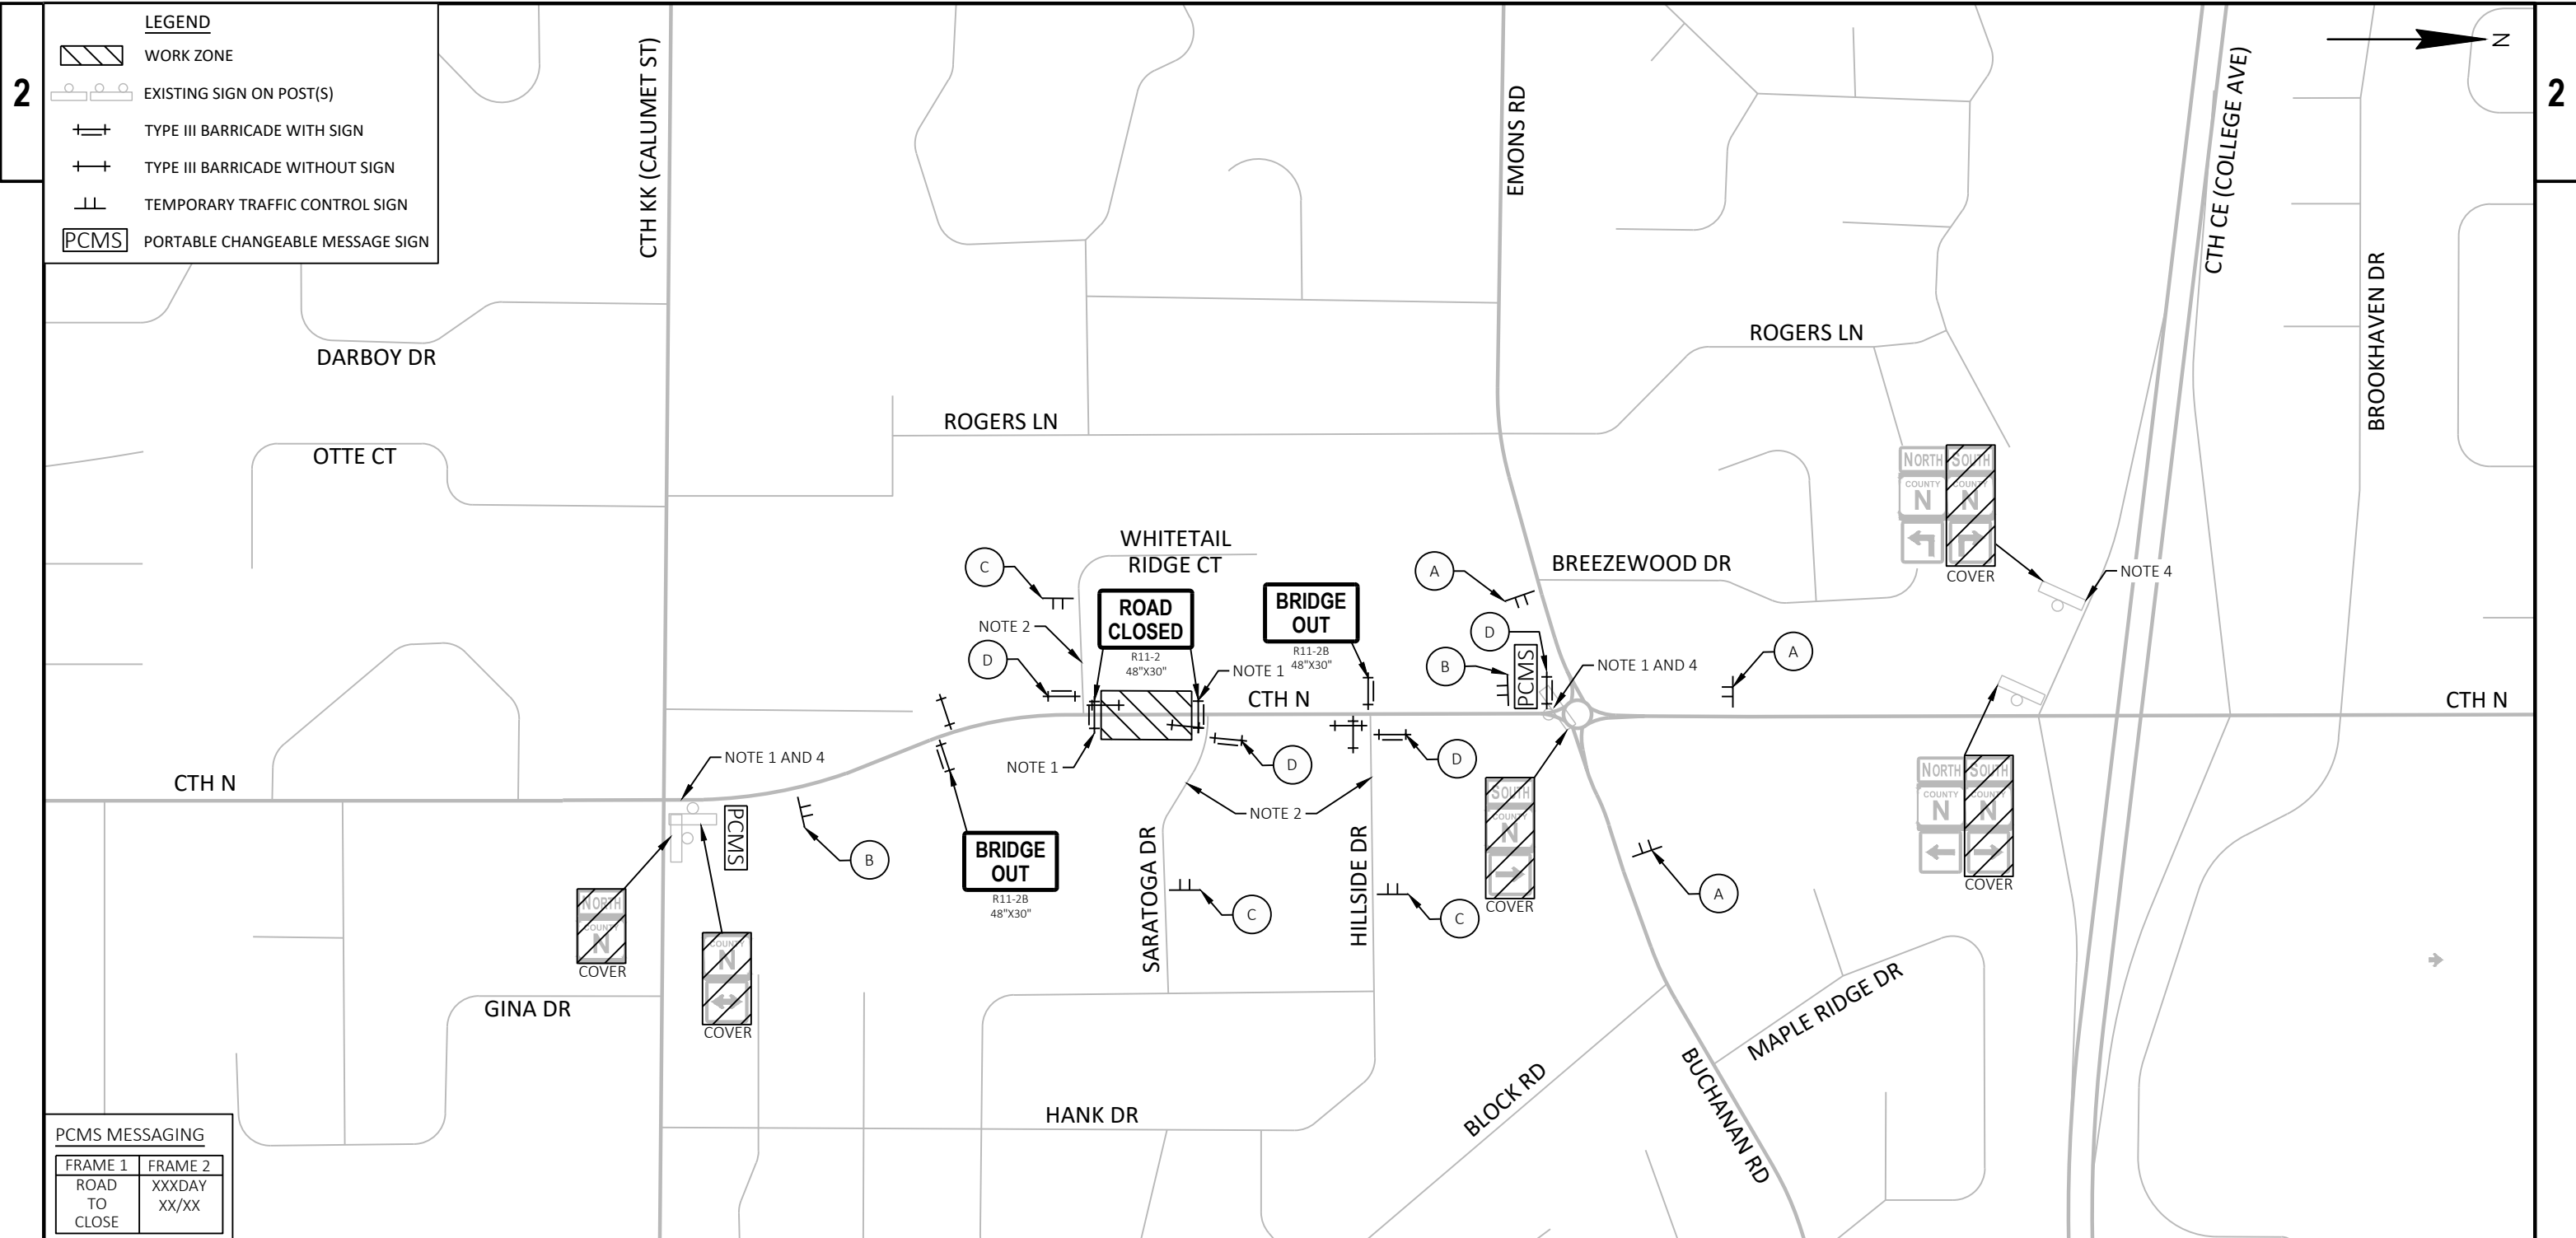 2
LEGEND
WORK ZONE
EXISTING SIGN ON POST(S)
TYPE III BARRICADE WITH SIGN
TYPE III BARRICADE WITHOUT SIGN
TEMPORARY TRAFFIC CONTROL SIGN
PCMS PORTABLE CHANGEABLE MESSAGE SIGN
CTH KK (CALUMET ST)
EMONS RD
CTH CE (COLLEGE AVE)
N
2
BROOKHAVEN DR
DARBOY DR
OTTE CT
ROGERS LN
ROGERS LN
NORTH
COUNTY
N
SOUTH
COUNTY
N
COVER
NOTE 4
WHITETAIL
RIDGE CT
C
NOTE 2
D
ROAD
CLOSED
R11-2
48"X30"
NOTE 1
BRIDGE
OUT
R11-2B
48"X30"
A
D
B
PCMS
BREEZEWOOD DR
NOTE 1 AND 4
A
CTH N
CTH N
CTH N
NOTE 1 AND 4
PCMS
B
NOTE 1
D
D
NOTE 2
BRIDGE
OUT
R11-2B
48"X30"
SARATOGA DR
C
HILLSIDE DR
C
SOUTH
COUNTY
N
COVER
A
NORTH
COUNTY
N
SOUTH
COUNTY
N
COVER
NORTH
COUNTY
N
COVER
COUNTY
N
COVER
GINA DR
HANK DR
BLOCK RD
BUCHANAN RD
MAPLE RIDGE DR
PCMS MESSAGING
FRAME 1 FRAME 2
ROAD XXXDAY
TO XX/XX
CLOSE